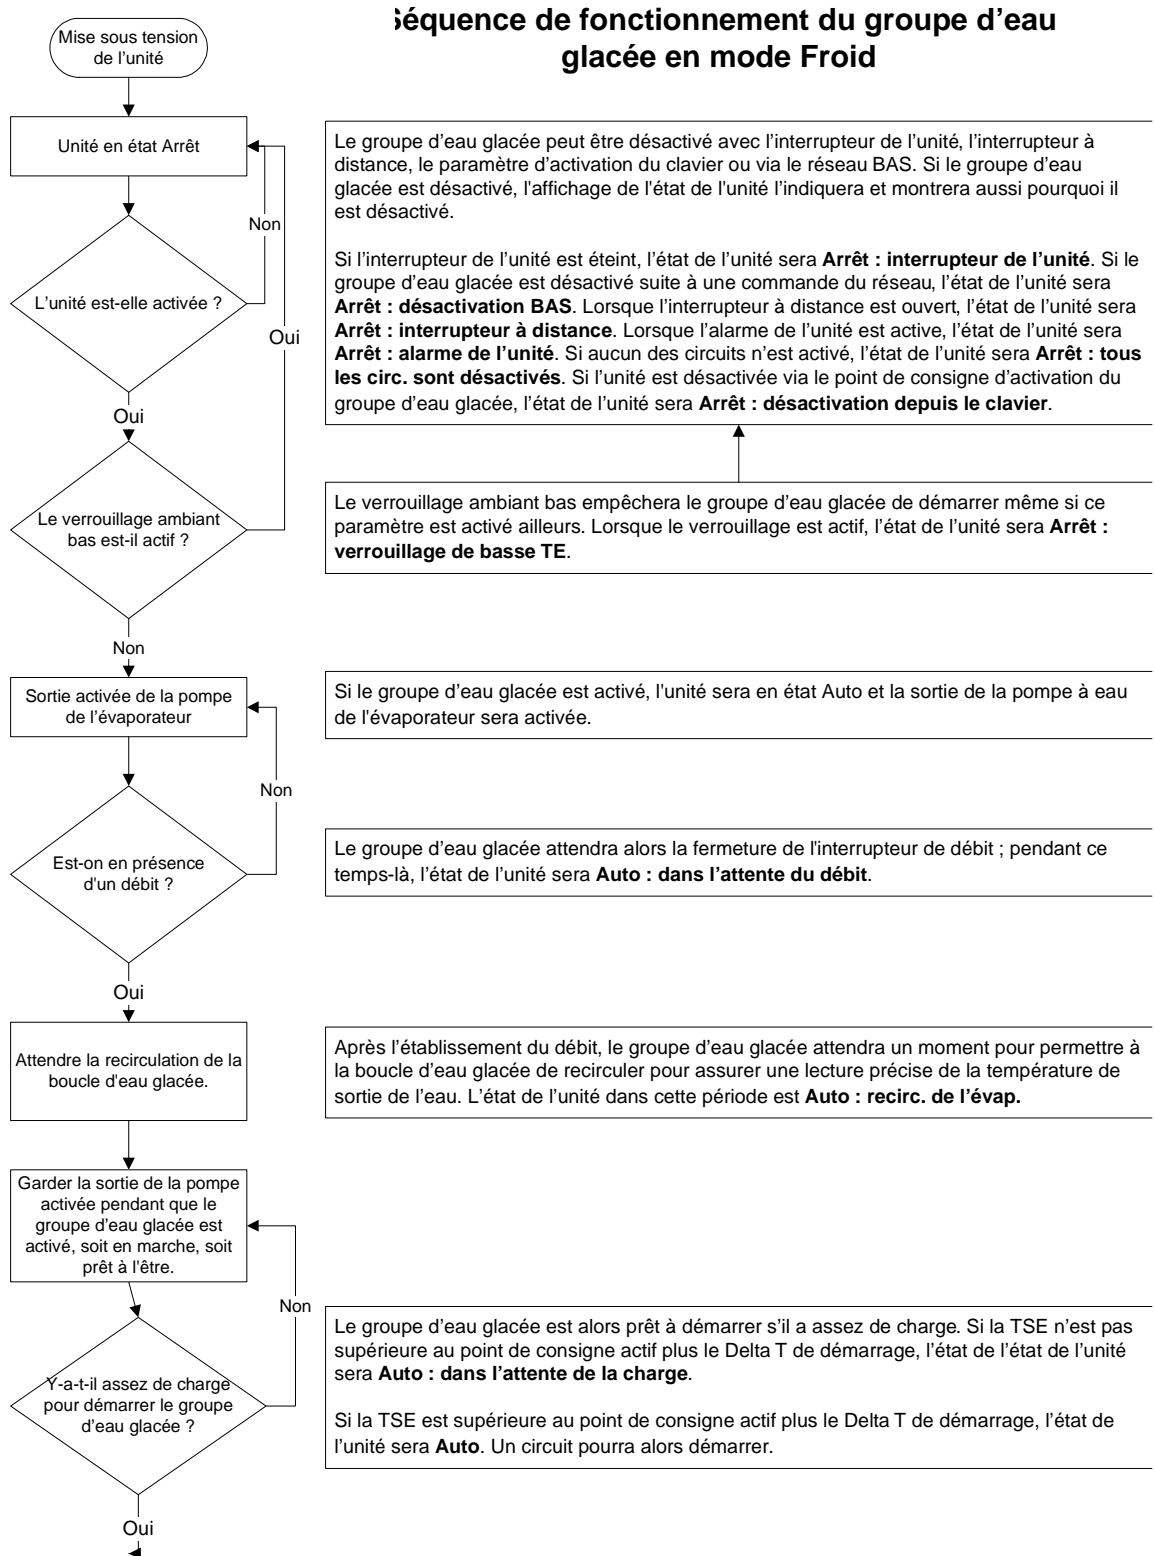 Séquence de fonctionnement du groupe d’eau
glacée en mode Froid
Mise sous tension
de l’unité
Unité en état Arrêt
Non
L’unité est-elle activée ?
Oui
Oui
Le verrouillage ambiant
bas est-il actif ?
Non
Sortie activée de la pompe
de l’évaporateur
Non
Est-on en présence
d'un débit ?
Oui
Attendre la recirculation de la
boucle d'eau glacée.
Garder la sortie de la pompe
activée pendant que le
groupe d’eau glacée est
activé, soit en marche, soit
prêt à l'être.
Non
Y-a-t-il assez de charge
pour démarrer le groupe
d’eau glacée ?
Oui
Le groupe d’eau glacée peut être désactivé avec l’interrupteur de l’unité, l’interrupteur à
distance, le paramètre d’activation du clavier ou via le réseau BAS. Si le groupe d’eau
glacée est désactivé, l'affichage de l'état de l'unité l’indiquera et montrera aussi pourquoi il
est désactivé.
Si l’interrupteur de l’unité est éteint, l’état de l’unité sera Arrêt : interrupteur de l’unité. Si le
groupe d’eau glacée est désactivé suite à une commande du réseau, l’état de l’unité sera
Arrêt : désactivation BAS. Lorsque l’interrupteur à distance est ouvert, l’état de l’unité sera
Arrêt : interrupteur à distance. Lorsque l’alarme de l’unité est active, l’état de l’unité sera
Arrêt : alarme de l’unité. Si aucun des circuits n’est activé, l’état de l’unité sera Arrêt : tous
les circ. sont désactivés. Si l’unité est désactivée via le point de consigne d’activation du
groupe d’eau glacée, l’état de l’unité sera Arrêt : désactivation depuis le clavier.
Le verrouillage ambiant bas empêchera le groupe d’eau glacée de démarrer même si ce
paramètre est activé ailleurs. Lorsque le verrouillage est actif, l’état de l’unité sera Arrêt :
verrouillage de basse TE.
Si le groupe d’eau glacée est activé, l'unité sera en état Auto et la sortie de la pompe à eau
de l'évaporateur sera activée.
Le groupe d’eau glacée attendra alors la fermeture de l'interrupteur de débit ; pendant ce
temps-là, l’état de l’unité sera Auto : dans l’attente du débit.
Après l’établissement du débit, le groupe d’eau glacée attendra un moment pour permettre à
la boucle d’eau glacée de recirculer pour assurer une lecture précise de la température de
sortie de l’eau. L’état de l’unité dans cette période est Auto : recirc. de l’évap.
Le groupe d’eau glacée est alors prêt à démarrer s’il a assez de charge. Si la TSE n’est pas
supérieure au point de consigne actif plus le Delta T de démarrage, l’état de l’état de l’unité
sera Auto : dans l’attente de la charge.
Si la TSE est supérieure au point de consigne actif plus le Delta T de démarrage, l’état de
l’unité sera Auto. Un circuit pourra alors démarrer.